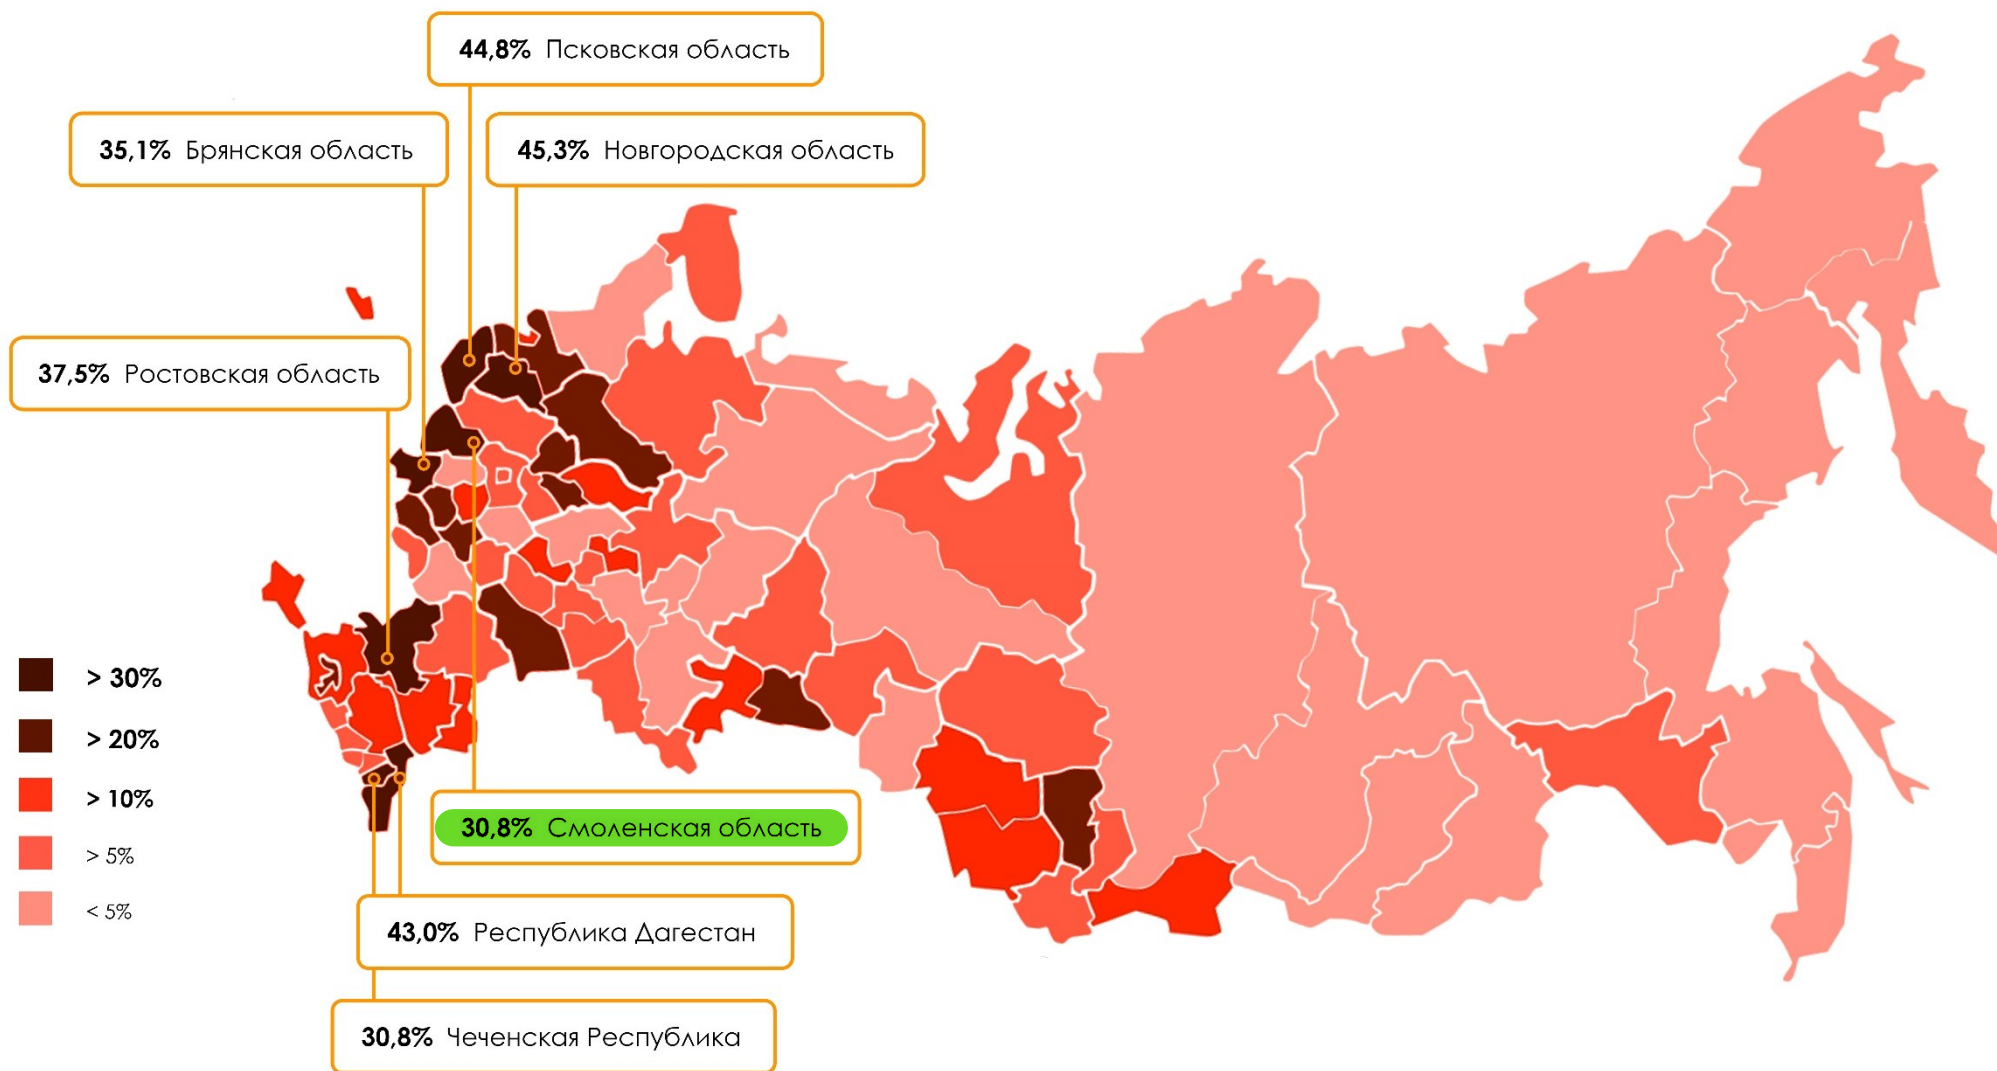 44,8% Псковская область
35,1% Брянская область
45,3% Новгородская область
37,5% Ростовская область
> 30%
> 20%
> 10%
> 5%
< 5%
30,8% Смоленская область
43,0% Республика Дагестан
30,8% Чеченская Республика